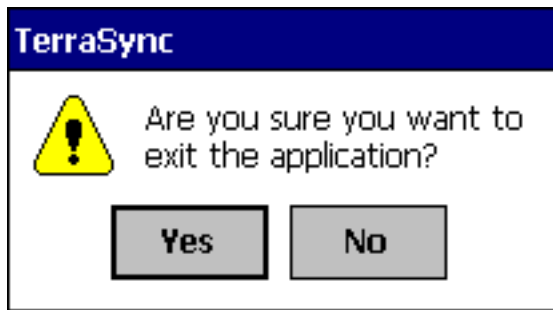 TerraSync
Are you sure you want to
exit the application?
Yes
No